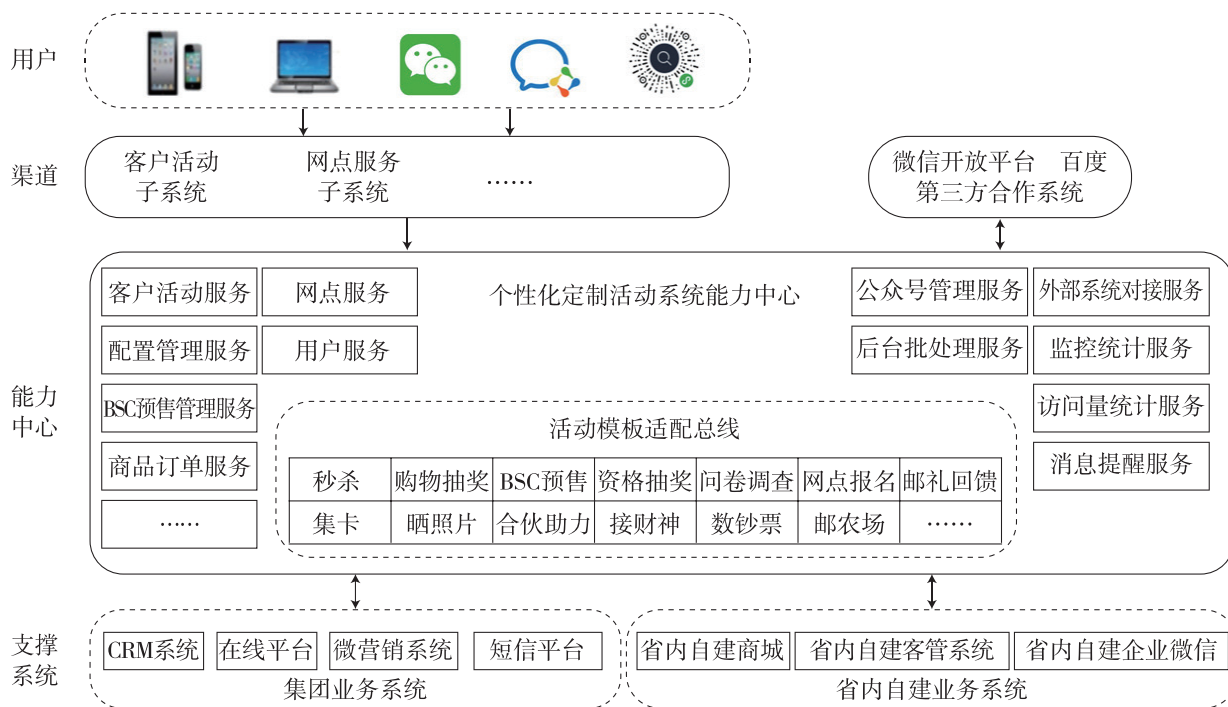 用户
渠道
客户活动
子系统
网点服务
子系统
……
微信开放平台 百度
第三方合作系统
能力
中心
个性化定制活动系统能力中心
客户活动服务
网点服务
配置管理服务
用户服务
BSC预售管理服务
商品订单服务
……
公众号管理服务
外部系统对接服务
后台批处理服务
监控统计服务
访问量统计服务
消息提醒服务
活动模板适配总线
秒杀 购物抽奖 BSC预售 资格抽奖 问卷调查 网点报名 邮礼回馈
集卡 晒照片 合伙助力 接财神 数钞票 邮农场 ……
支撑
系统
CRM系统 在线平台 微营销系统 短信平台
集团业务系统
省内自建商城 省内自建客管系统 省内自建企业微信
省内自建业务系统